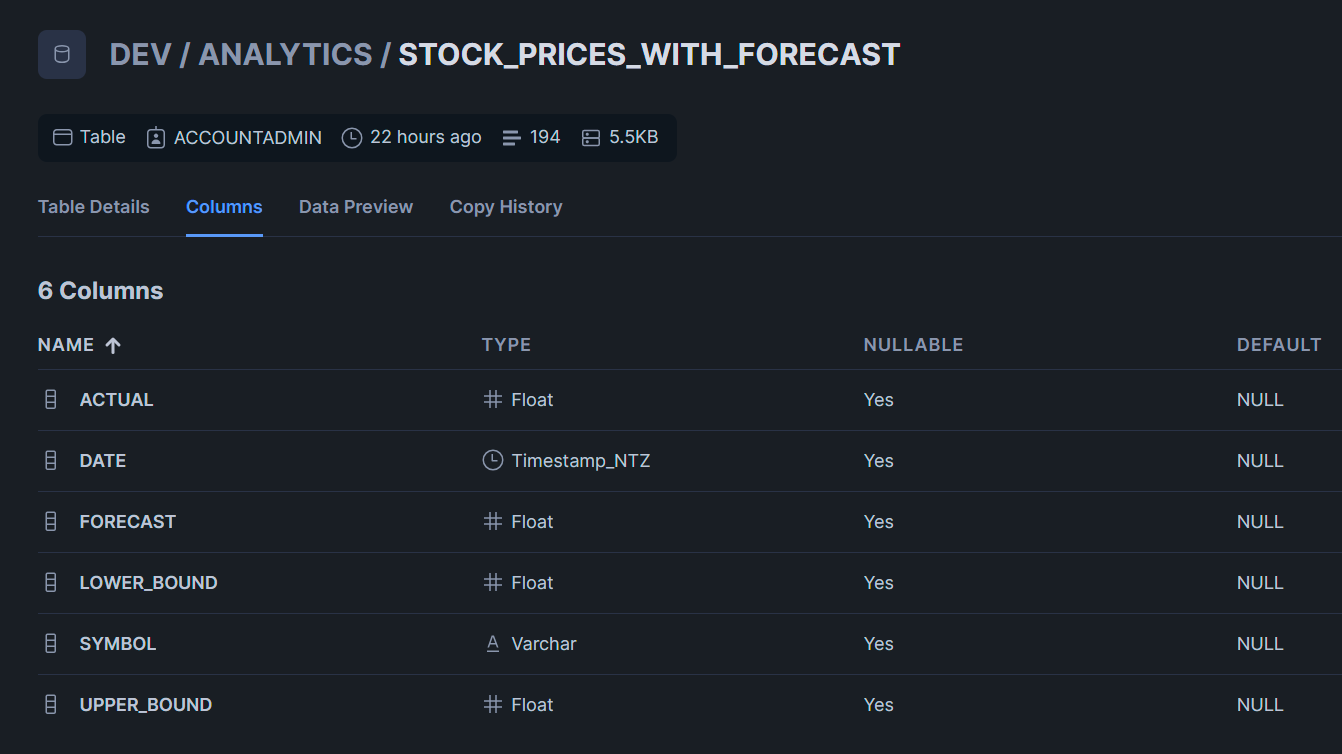 DEV / ANALYTICS / STOCK_PRICES_WITH_FORECAST
Table ACCOUNTADMIN 22 hours ago 194 5.5KB
Table Details Columns Data Preview Copy History
6 Columns
NAME TYPE NULLABLE DEFAULT
ACTUAL Float Yes NULL
DATE Timestamp_NTZ Yes NULL
FORECAST Float Yes NULL
LOWER_BOUND Float Yes NULL
SYMBOL Varchar Yes NULL
UPPER_BOUND Float Yes NULL